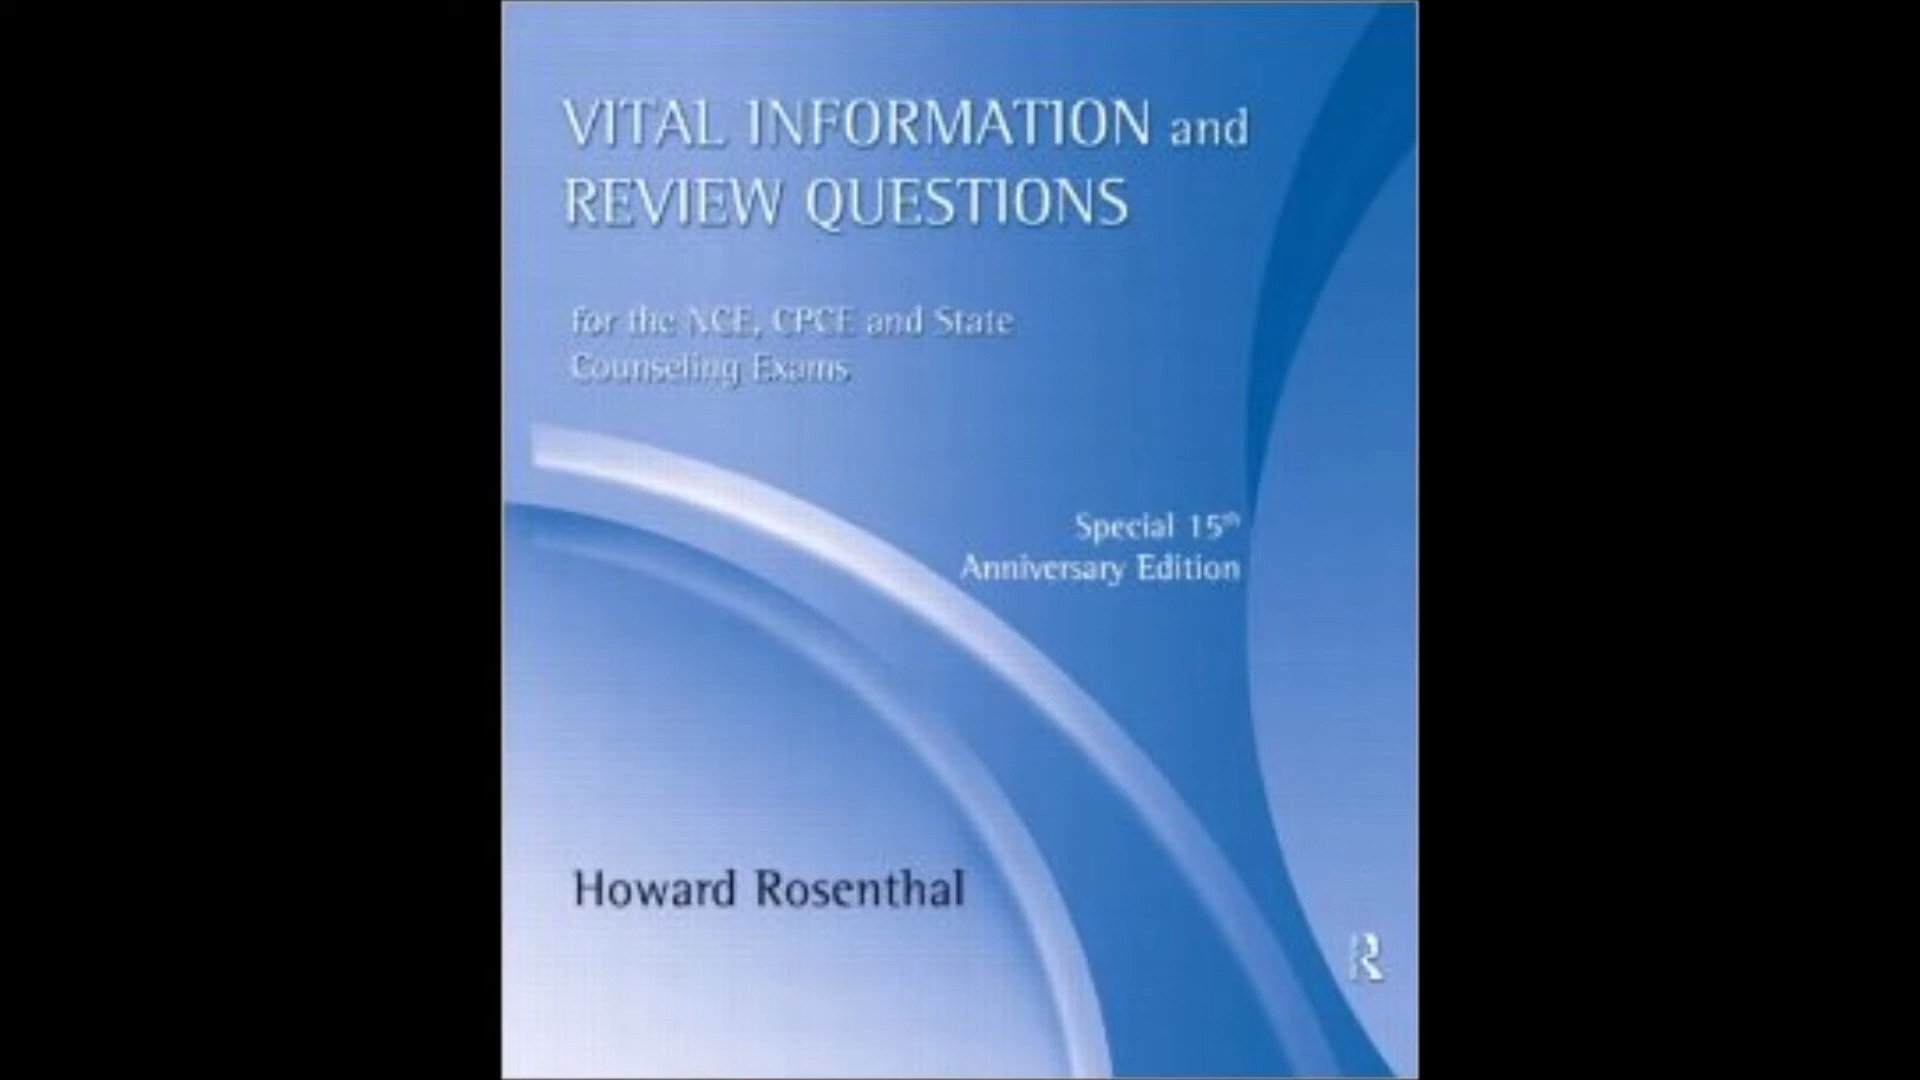 VITAL INFORMATION and
REVIEW QUESTIONS
for the NCE, CPCE and State
Counseling Exams
Special 15th
Anniversary Edition
Howard Rosenthal
R